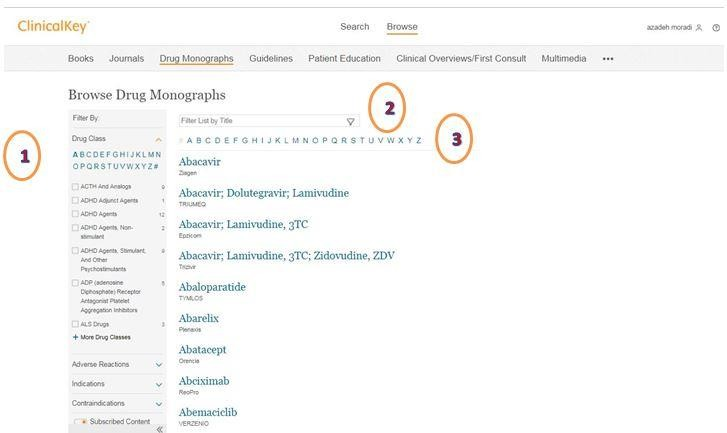 ClinicalKey
Search Browse
azadeh moradi
Books Journals Drug Monographs Guidelines Patient Education Clinical Overviews/First Consult Multimedia •••
Browse Drug Monographs
Filter By:
Drug Class
A B C D E F G H I J K L M N
O P Q R S T U V W X Y Z #
ACTH And Analogs 9
ADHD Adjunct Agents 1
ADHD Agents 12
ADHD Agents, Non-
stimulant 2
ADHD Agents, Stimulant,
And Other
Psychostimulants 9
ADP (adenosine
Diphosphate) Receptor
Antagonist Platelet
Aggregation Inhibitors 5
ALS Drugs 3
+ More Drug Classes
Adverse Reactions
Indications
Contraindications
Subscribed Content
1
Filter List by Title
2
# A B C D E F G H I J K L M N O P Q R S T U V W X Y Z
3
Abacavir
Ziagen
Abacavir; Dolutegravir; Lamivudine
TRIUMEQ
Abacavir; Lamivudine, 3TC
Epzicom
Abacavir; Lamivudine, 3TC; Zidovudine, ZDV
Trizivir
Abaloparatide
TYMLOS
Abarelix
Plenaxis
Abatacept
Orencia
Abciximab
ReoPro
Abemaciclib
VERZENIO